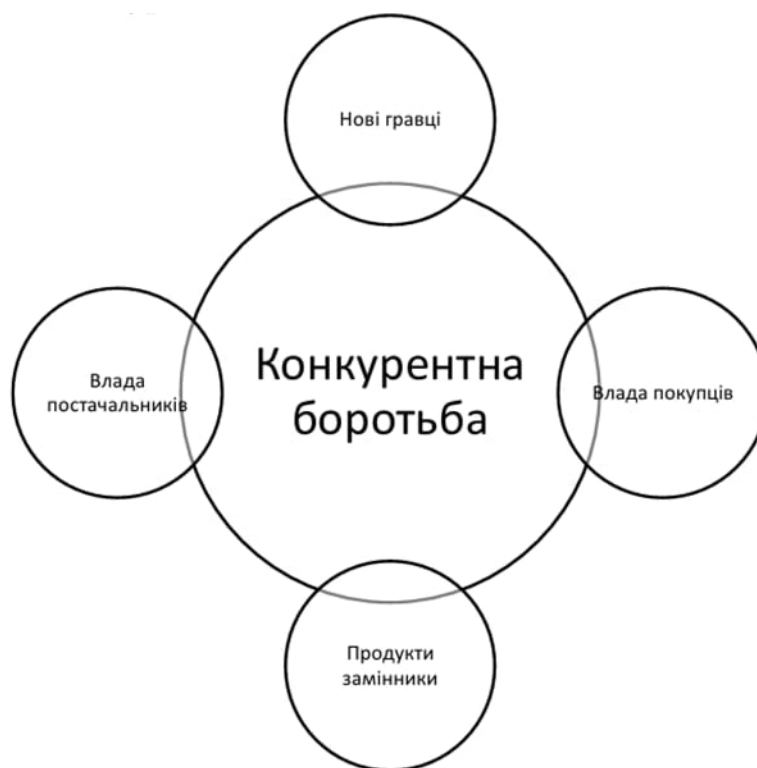 Нові гравці
Влада
постачальників
Конкурентна
боротьба
Влада покупців
Продукти
замінники